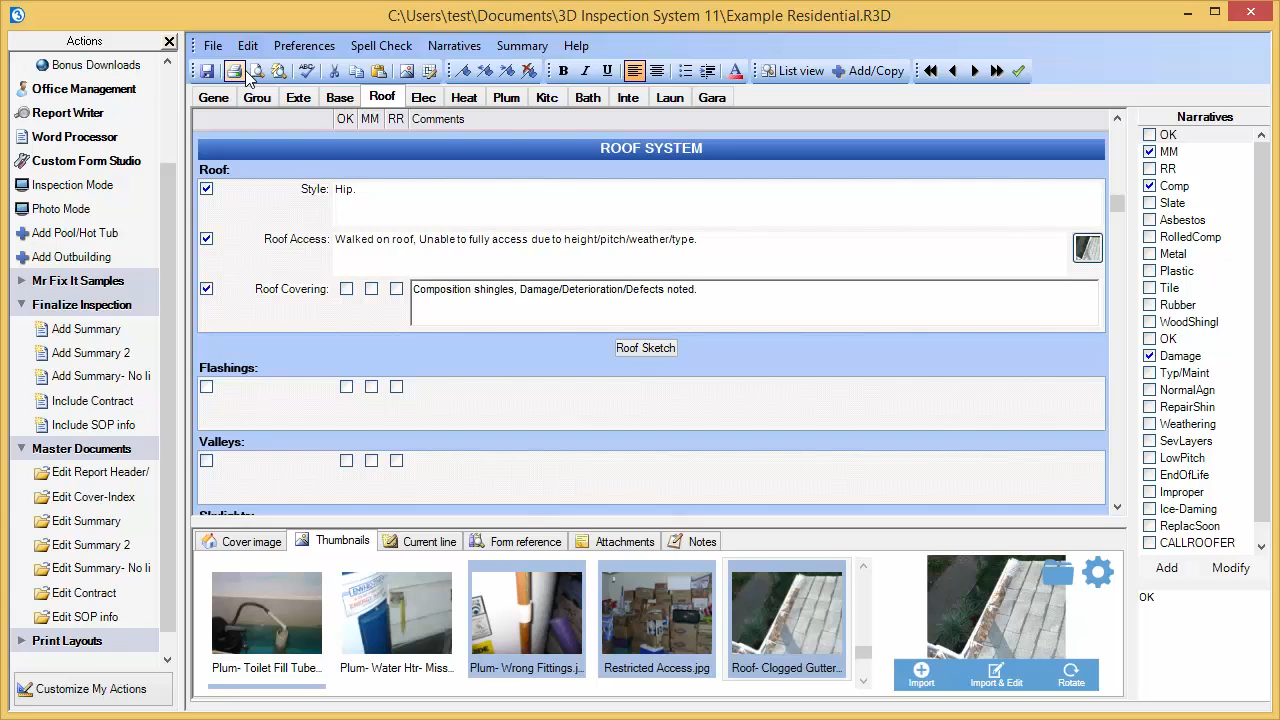 C:\Users\test\Documents\3D Inspection System 11\Example Residential.R3D
Actions
Bonus Downloads
Office Management
Report Writer
Word Processor
Custom Form Studio
Inspection Mode
Photo Mode
Add Pool/Hot Tub
Add Outbuilding
Mr Fix It Samples
Finalize Inspection
Add Summary
Add Summary 2
Add Summary- No li
Include Contract
Include SOP info
Master Documents
Edit Report Header/
Edit Cover-Index
Edit Summary
Edit Summary 2
Edit Summary- No li
Edit Contract
Edit SOP info
Print Layouts
Customize My Actions
File Edit Preferences Spell Check Narratives Summary Help
B I U A List view Add/Copy
Gene Grou Exte Base Roof Elec Heat Plum Kitc Bath Inte Laun Gara
OK MM RR Comments
ROOF SYSTEM
Roof:
Style: Hip.
Roof Access: Walked on roof, Unable to fully access due to height/pitch/weather/type.
Roof Covering: Composition shingles, Damage/Deterioration/Defects noted.
Roof Sketch
Flashings:
Valleys:
Cover image Thumbnails Current line Form reference Attachments Notes
Plum- Toilet Fill Tube... Plum- Water Htr- Miss... Plum- Wrong Fittings.j... Restricted Access.jpg Roof- Clogged Gutter...
Import Import & Edit Rotate
Narratives
OK
MM
RR
Comp
Slate
Asbestos
RolledComp
Metal
Plastic
Tile
Rubber
WoodShingl
OK
Damage
Typ/Maint
NormalAgn
RepairShin
Weathering
SevLayers
LowPitch
EndOfLife
Improper
Ice-Daming
ReplacSoon
CALLROOFER
Add Modify
OK